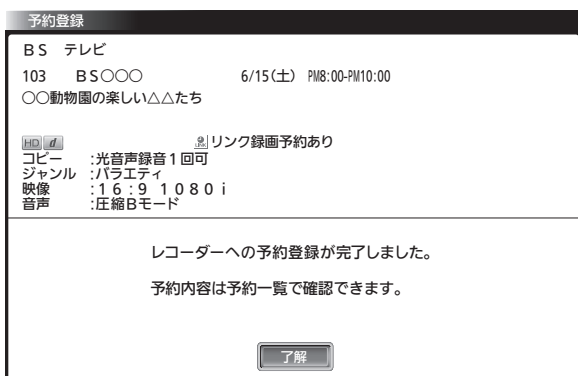 予約登録
BS テレビ
103 BS○○○ 6/15(土) PM8:00-PM10:00
○○動物園の楽しい△△たち
HD d LINK リンク録画予約あり
コピー :光音声録音1回可
ジャンル :バラエティ
映像 :16:9 1080i
音声 :圧縮Bモード
レコーダーへの予約登録が完了しました。
予約内容は予約一覧で確認できます。
了解